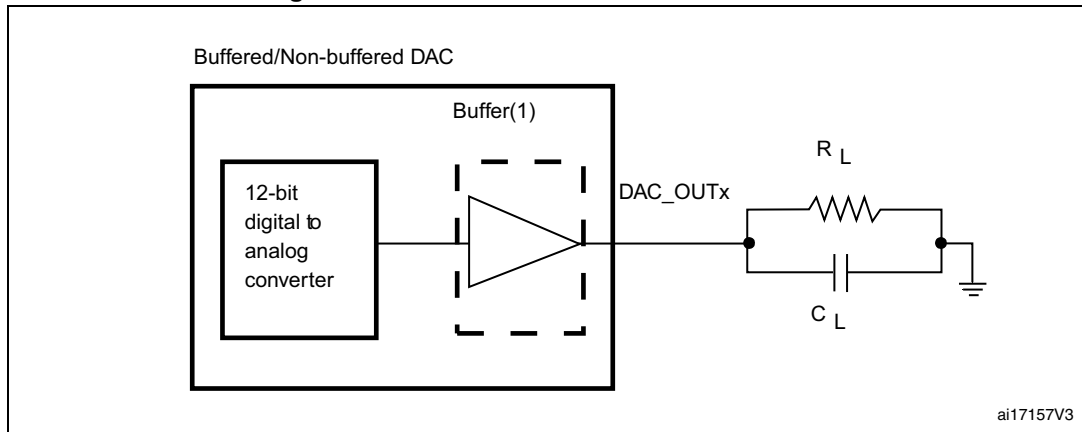 Buffered/Non-buffered DAC
Buffer(1)
12-bit
digital to
analog
converter
DAC_OUTx
R L
C L
ai17157V3